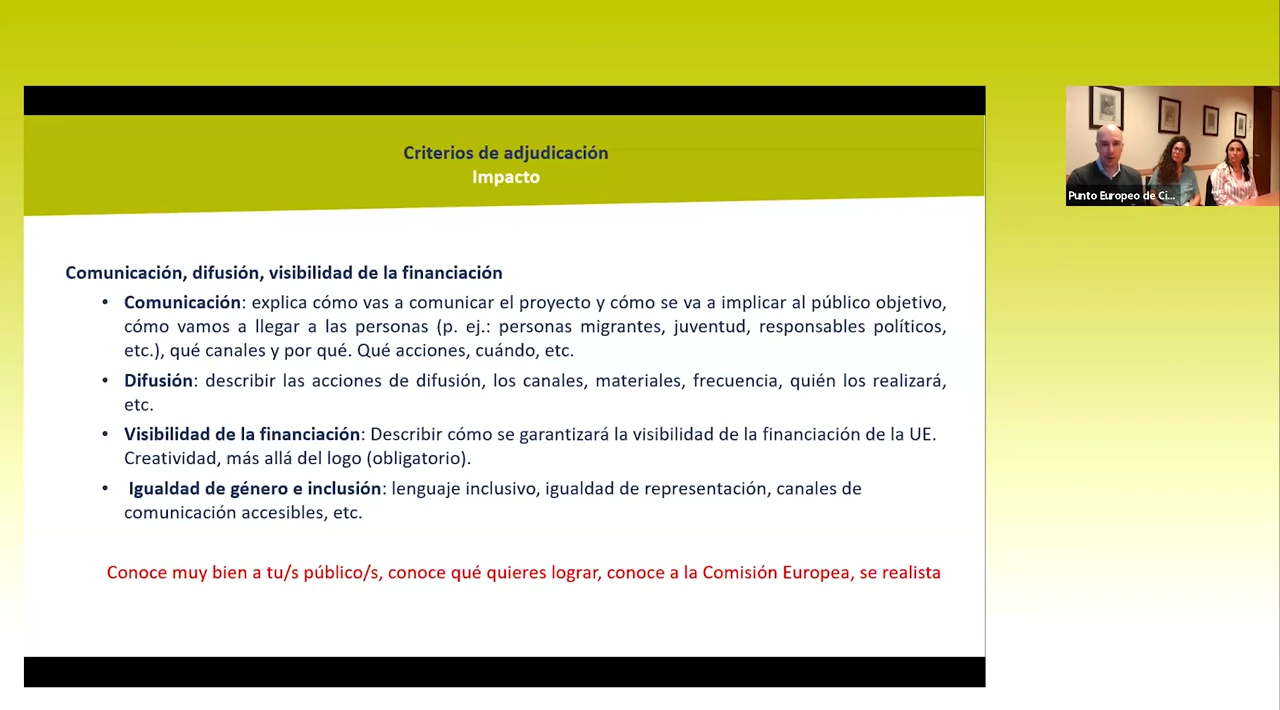 Criterios de adjudicación
Impacto
Comunicación, difusión, visibilidad de la financiación
• Comunicación: explica cómo vas a comunicar el proyecto y cómo se va a implicar al público objetivo,
cómo vamos a llegar a las personas (p. ej.: personas migrantes, juventud, responsables políticos,
etc.), qué canales y por qué. Qué acciones, cuándo, etc.
• Difusión: describir las acciones de difusión, los canales, materiales, frecuencia, quién los realizará,
etc.
• Visibilidad de la financiación: Describir cómo se garantizará la visibilidad de la financiación de la UE.
Creatividad, más allá del logo (obligatorio).
• Igualdad de género e inclusión: lenguaje inclusivo, igualdad de representación, canales de
comunicación accesibles, etc.
Conoce muy bien a tu/s público/s, conoce qué quieres lograr, conoce a la Comisión Europea, se realista
Punto Europeo de Ci...